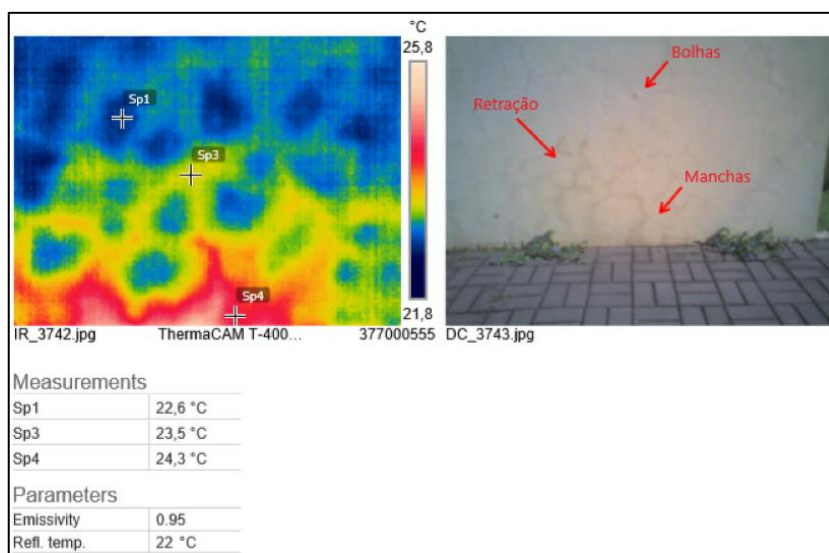 °C
25,8
Sp1
Sp3
Sp4
21,8
IR_3742.jpg ThermaCAM T-400... 377000555
Bolhas
Retração
Manchas
DC_3743.jpg
Measurements
Sp1 22,6 °C
Sp3 23,5 °C
Sp4 24,3 °C
Parameters
Emissivity 0.95
Refl. temp. 22 °C